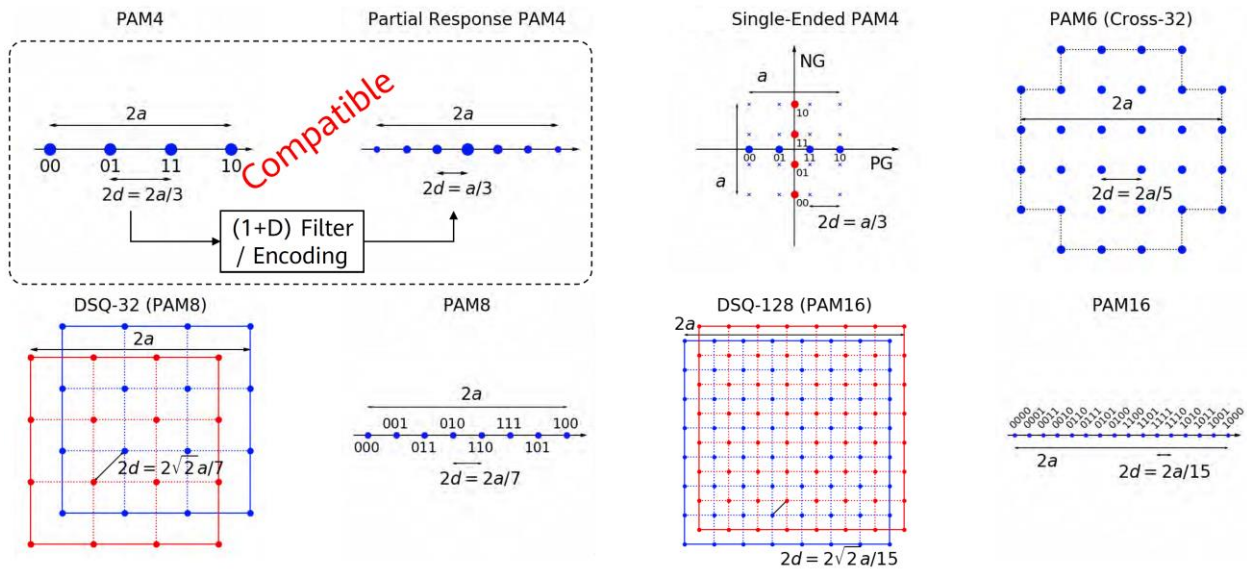 PAM4
Partial Response PAM4
Compatible
2a
00 01 11 10
2d = 2a/3
(1+D) Filter
/ Encoding
2a
2d = a/3
Single-Ended PAM4
NG
a
10
11
00 01 11 10
PG
a
01
00
2d = a/3
PAM6 (Cross-32)
2a
2d = 2a/5
DSQ-32 (PAM8)
2a
2d = 2√2a/7
PAM8
2a
001 010 111 100
000 011 110 101
2d = 2a/7
DSQ-128 (PAM16)
2a
2d = 2√2a/15
PAM16
0000 0001 0011 0010 0110 0111 0101 0100 1100 1101 1111 1110 1010 1011 1001 1000
2a
2d = 2a/15